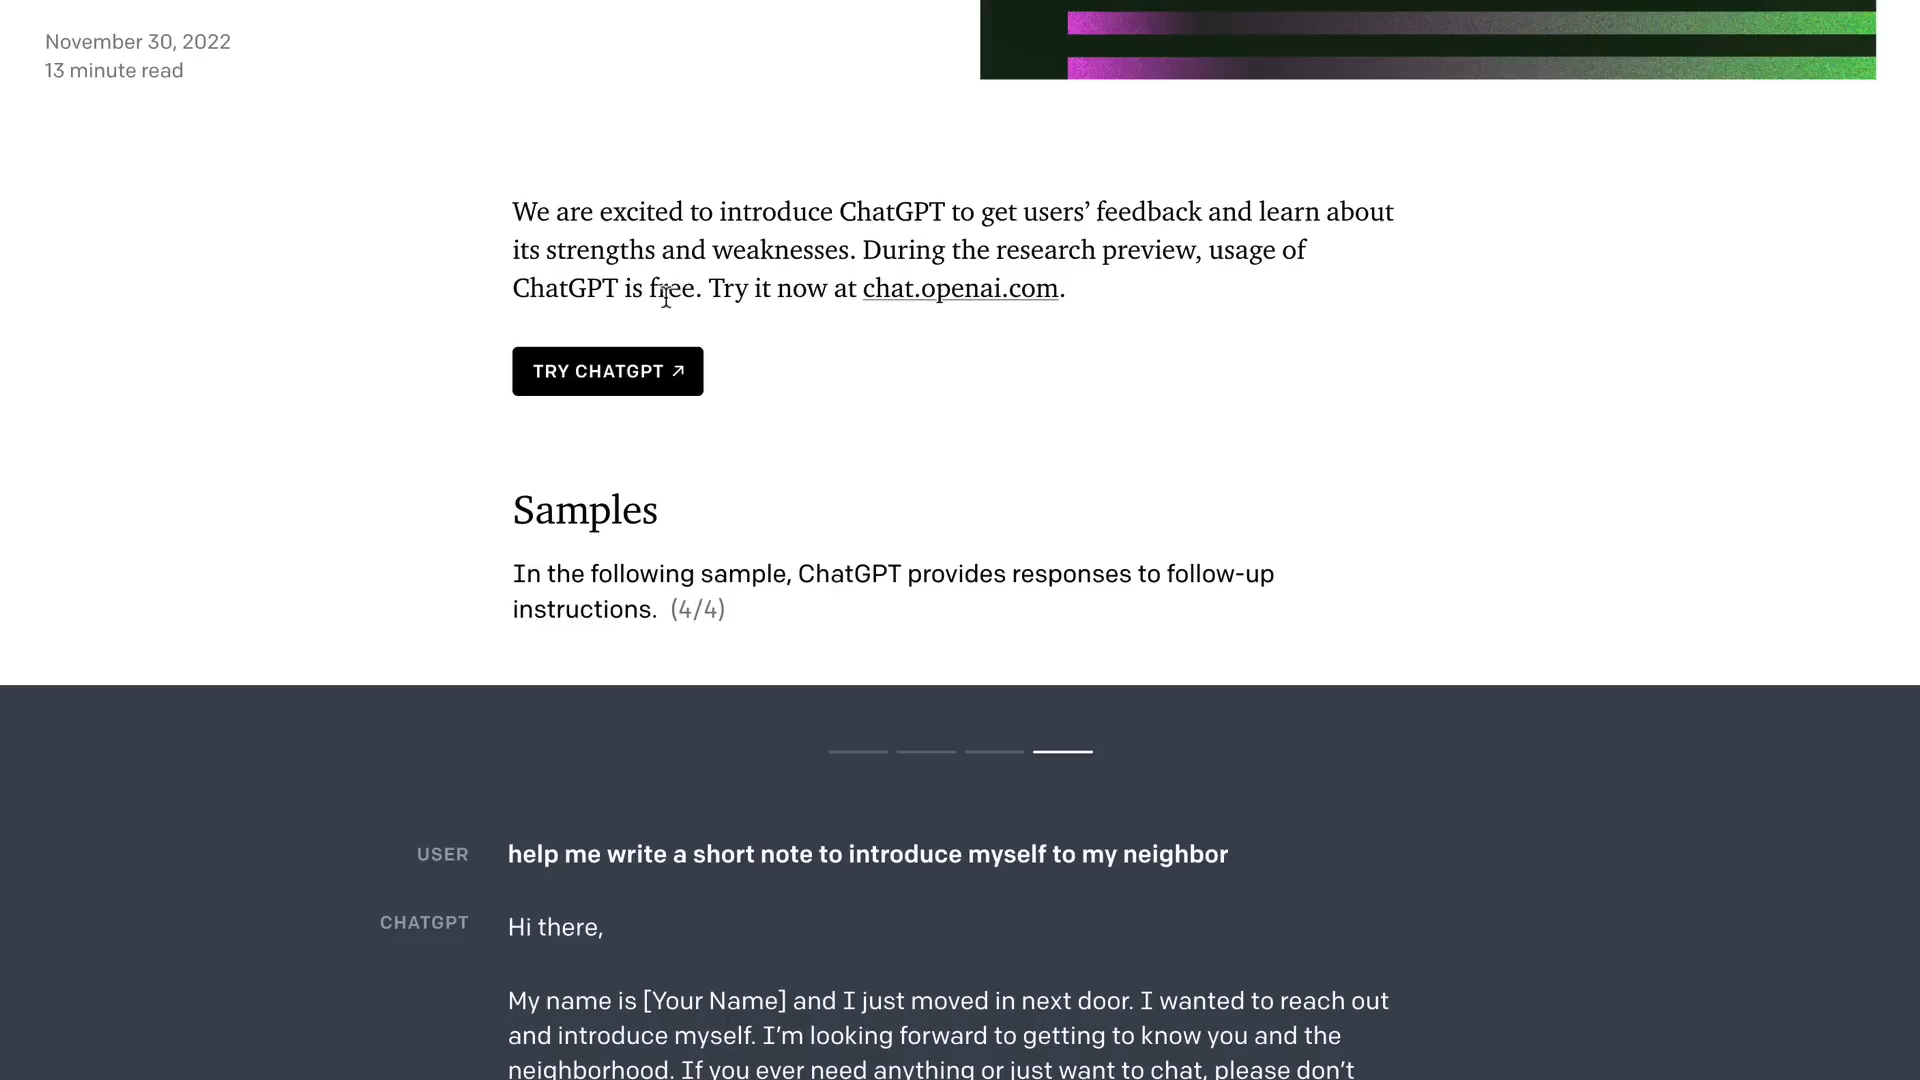 November 30, 2022
13 minute read
We are excited to introduce ChatGPT to get users’ feedback and learn about
its strengths and weaknesses. During the research preview, usage of
ChatGPT is free. Try it now at chat.openai.com.
TRY CHATGPT ↗
Samples
In the following sample, ChatGPT provides responses to follow-up
instructions. (4/4)
USER
help me write a short note to introduce myself to my neighbor
CHATGPT
Hi there,
My name is [Your Name] and I just moved in next door. I wanted to reach out
and introduce myself. I’m looking forward to getting to know you and the
neighborhood. If you ever need anything or just want to chat, please don’t